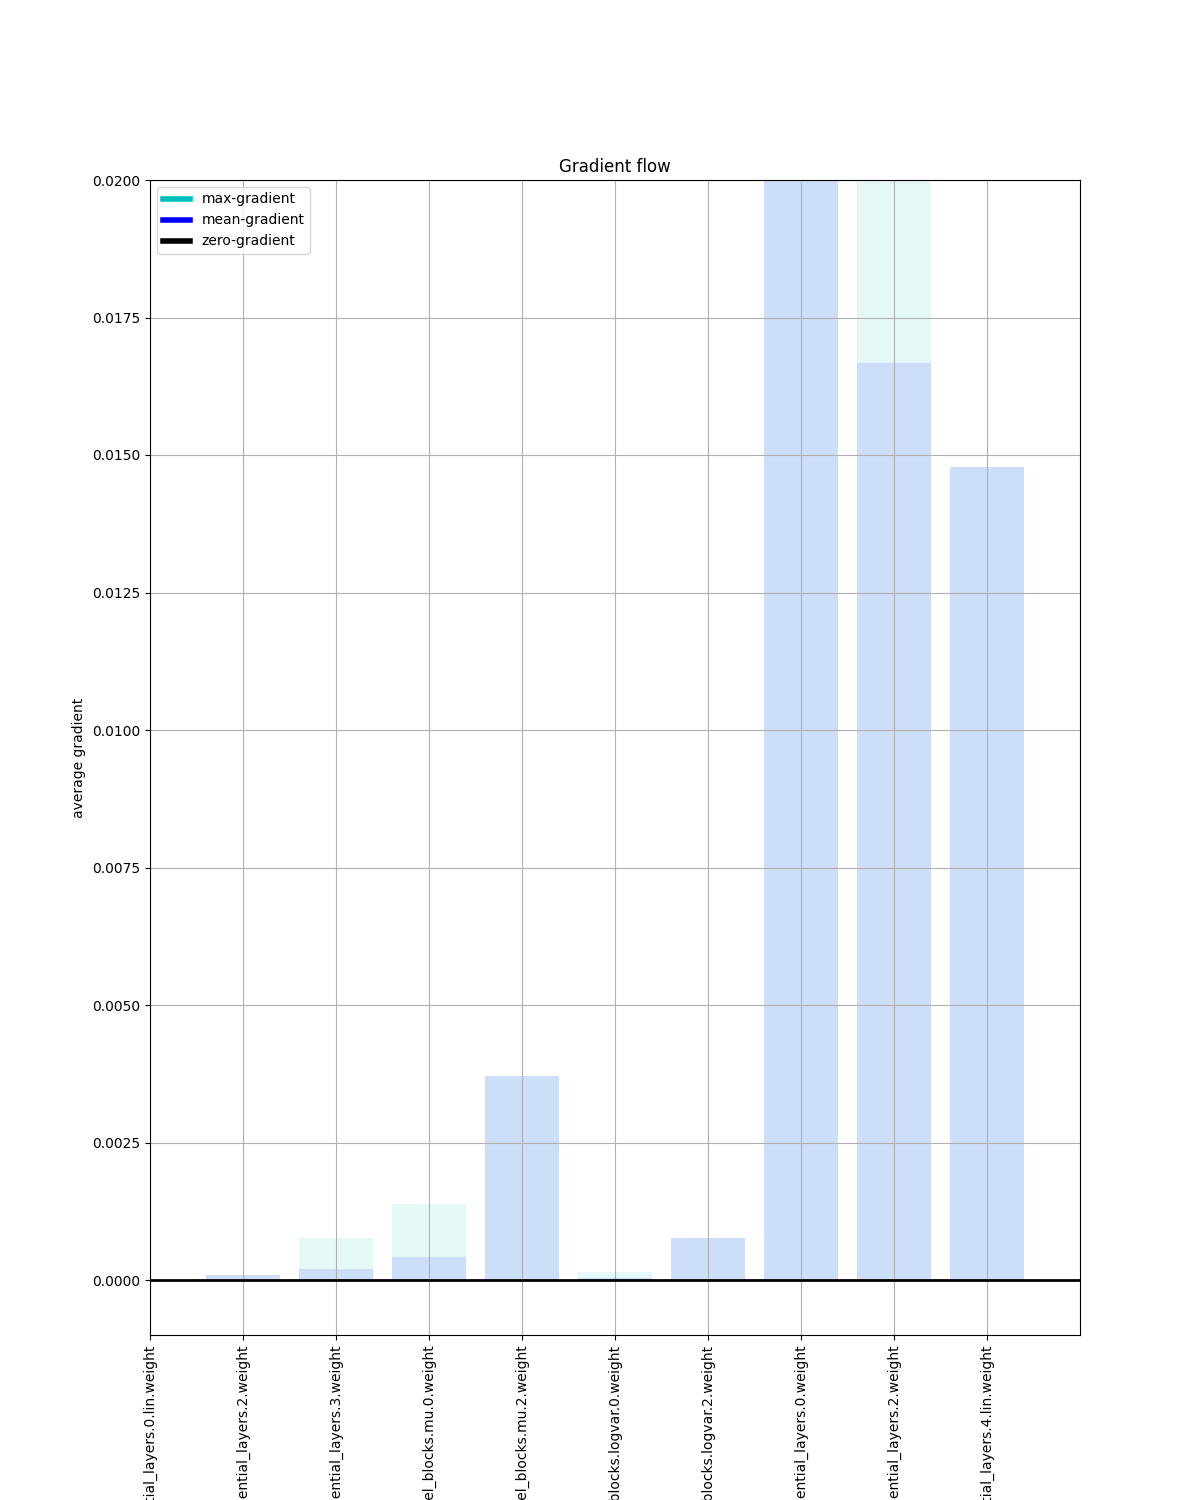 Gradient flow
max-gradient
mean-gradient
zero-gradient
0.0200
0.0175
0.0150
0.0125
0.0100
0.0075
0.0050
0.0025
0.0000
average gradient
tial_layers.0.lin.weight
ential_layers.2.weight
ential_layers.3.weight
el_blocks.mu.0.weight
el_blocks.mu.2.weight
blocks.logvar.0.weight
blocks.logvar.2.weight
ential_layers.0.weight
ential_layers.2.weight
tial_layers.4.lin.weight